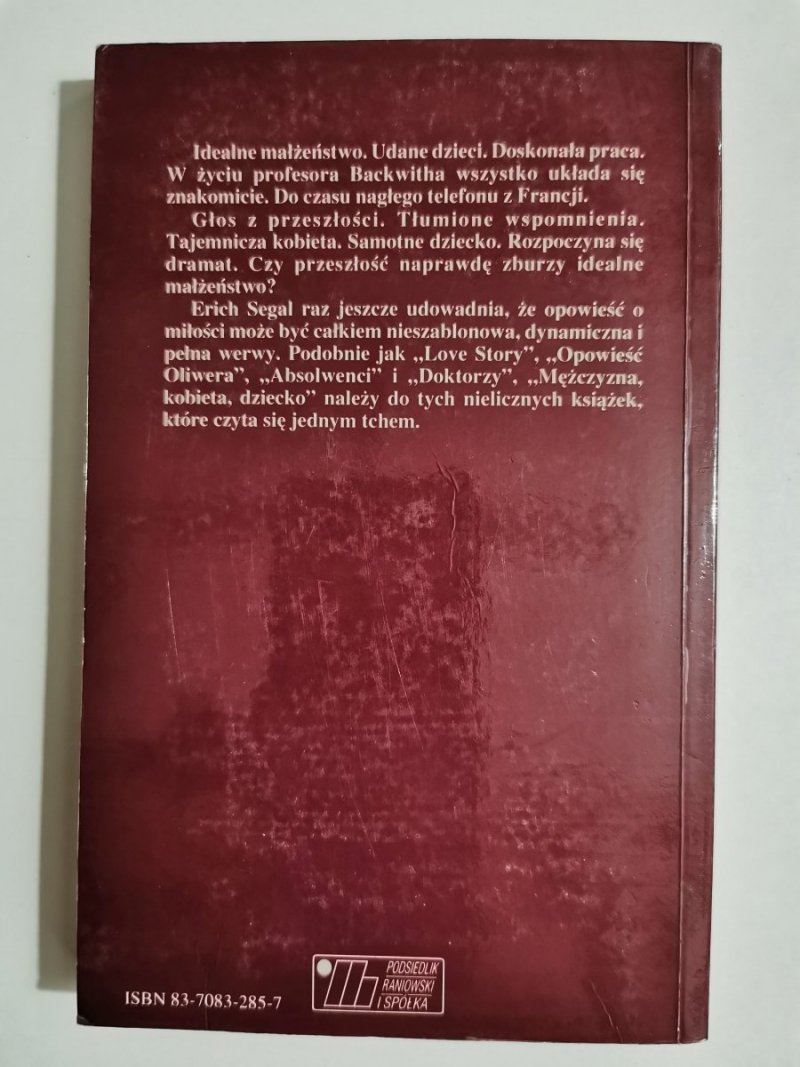 Idealne małżeństwo. Udane dzieci. Doskonała praca.
W życiu profesora Backwitha wszystko układa się
znakomicie. Do czasu nagłego telefonu z Francji.
Głos z przeszłości. Tłumione wspomnienia.
Tajemnicza kobieta. Samotne dziecko. Rozpoczyna się
dramat. Czy przeszłość naprawdę zburzy idealne
małżeństwo?
Erich Segal raz jeszcze udowadnia, że opowieść o
miłości może być całkiem nieszablonowa, dynamiczna i
pełna werwy. Podobnie jak „Love Story”, „Opowieść
Oliwera”, „Absolwenci” i „Doktorzy”, „Mężczyzna,
kobieta, dziecko” należy do tych nielicznych książek,
które czyta się jednym tchem.
ISBN 83-7083-285-7
PODSIEDLIK
RANIOWSKI
I SPÓŁKA